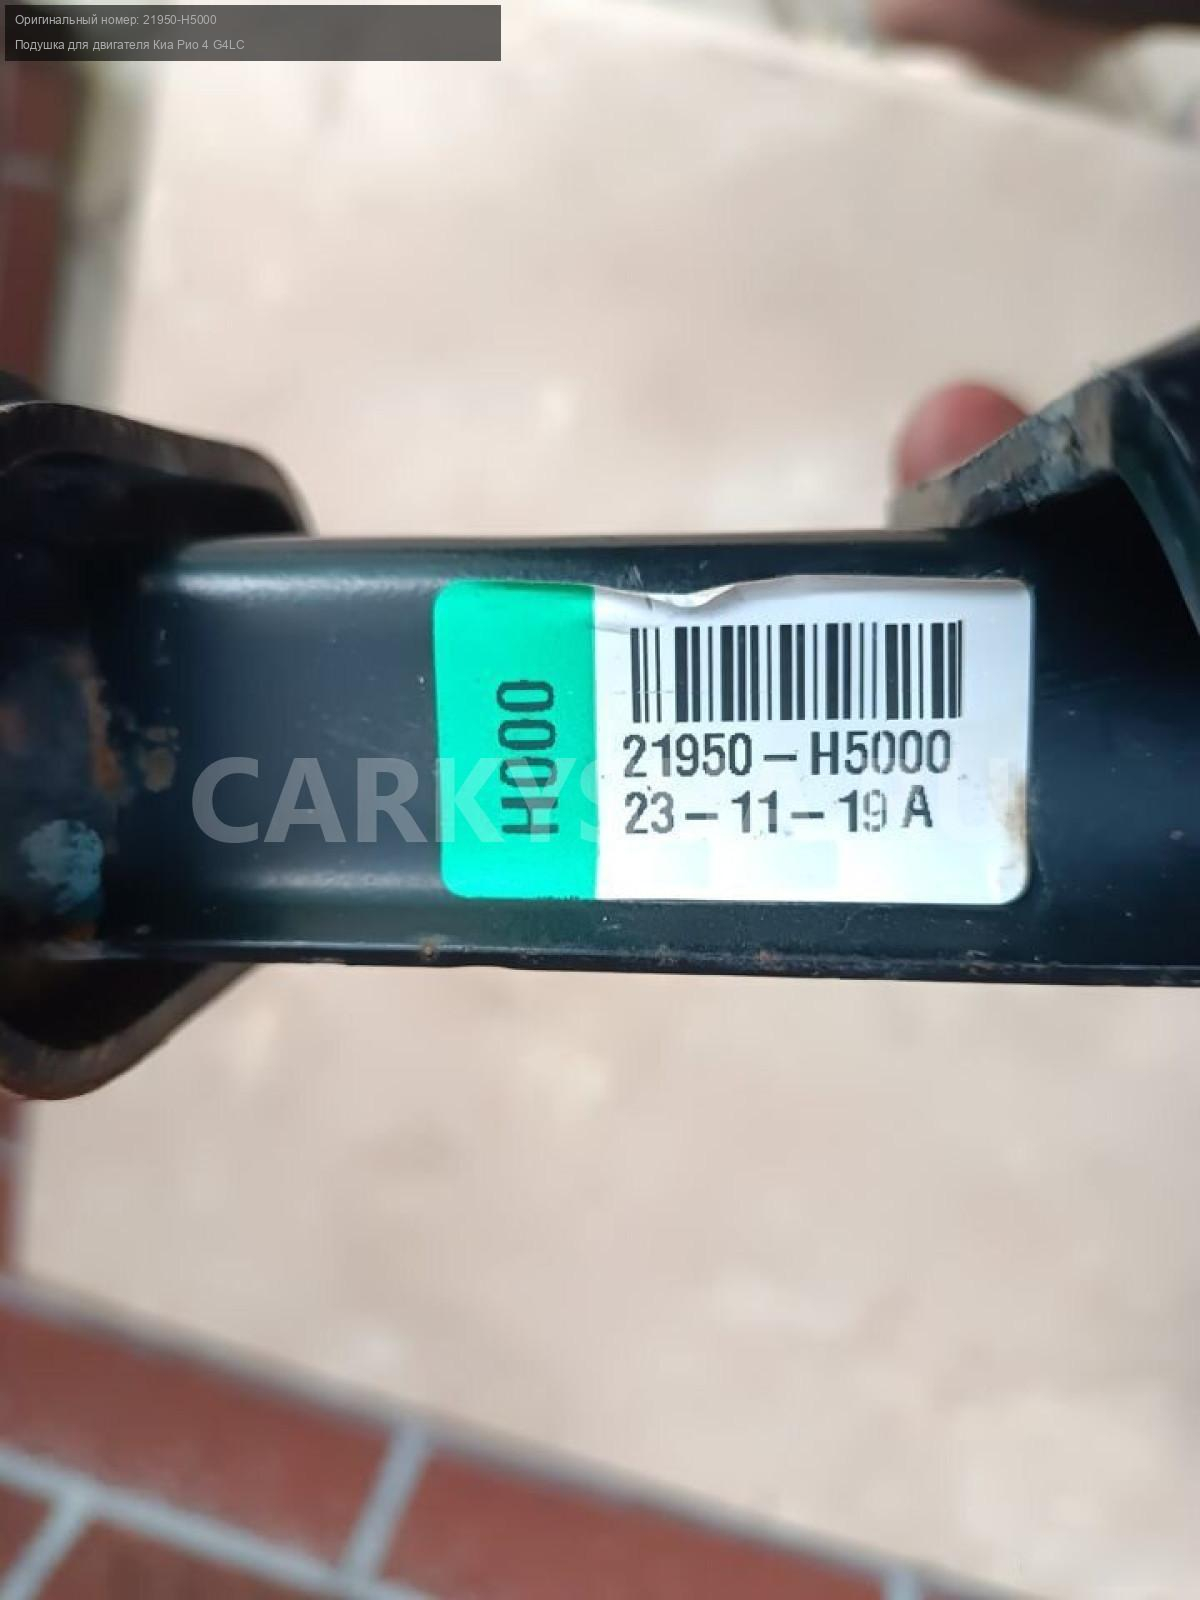 Оригинальный номер: 21950-H5000
Подушка для двигателя Киа Рио 4 G4LC
H000
21950-H5000
23-11-19 A